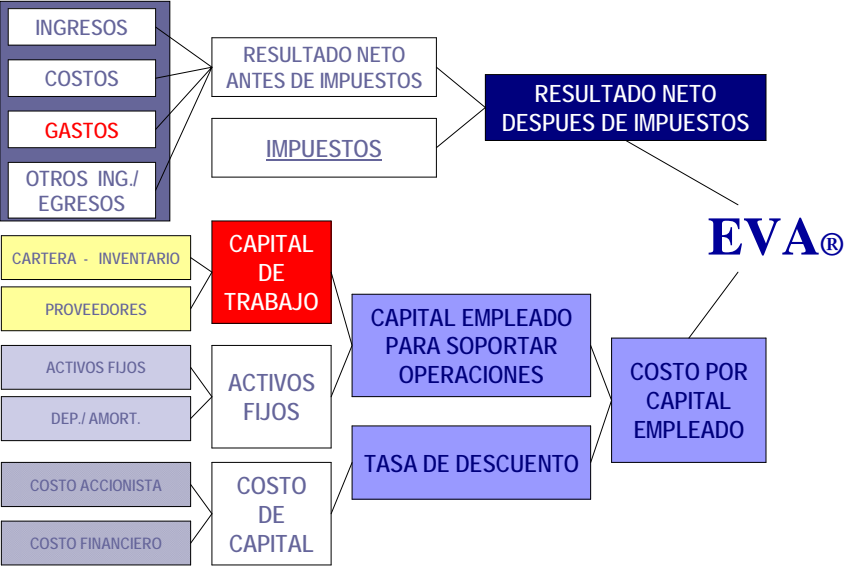 INGRESOS
COSTOS
GASTOS
OTROS ING./
EGRESOS
RESULTADO NETO
ANTES DE IMPUESTOS
IMPUESTOS
RESULTADO NETO
DESPUES DE IMPUESTOS
EVA®
CARTERA - INVENTARIO
PROVEEDORES
CAPITAL
DE
TRABAJO
ACTIVOS FIJOS
DEP./ AMORT.
ACTIVOS
FIJOS
CAPITAL EMPLEADO
PARA SOPORTAR
OPERACIONES
COSTO ACCIONISTA
COSTO FINANCIERO
COSTO
DE
CAPITAL
TASA DE DESCUENTO
COSTO POR
CAPITAL
EMPLEADO